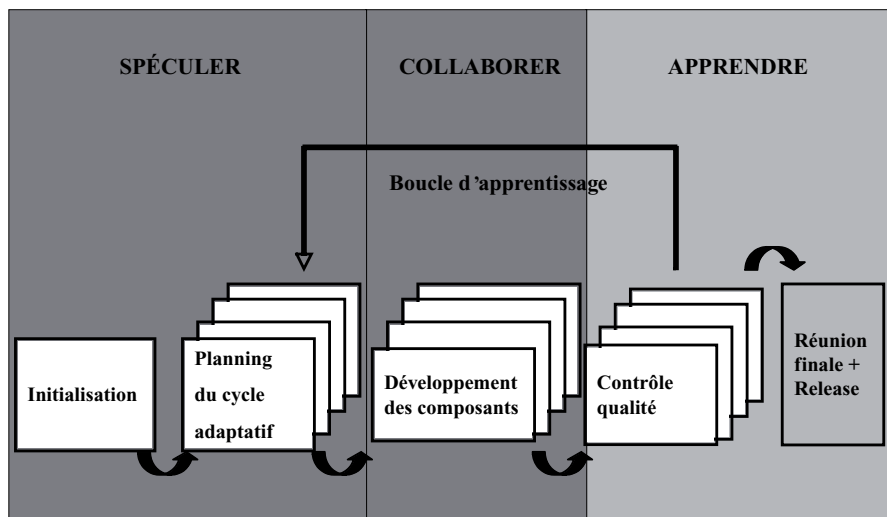 SPÉCULER
COLLABORER
APPRENDRE
Boucle d’apprentissage
Initialisation
Planning
du cycle
adaptatif
Développement
des composants
Contrôle
qualité
Réunion
finale +
Release